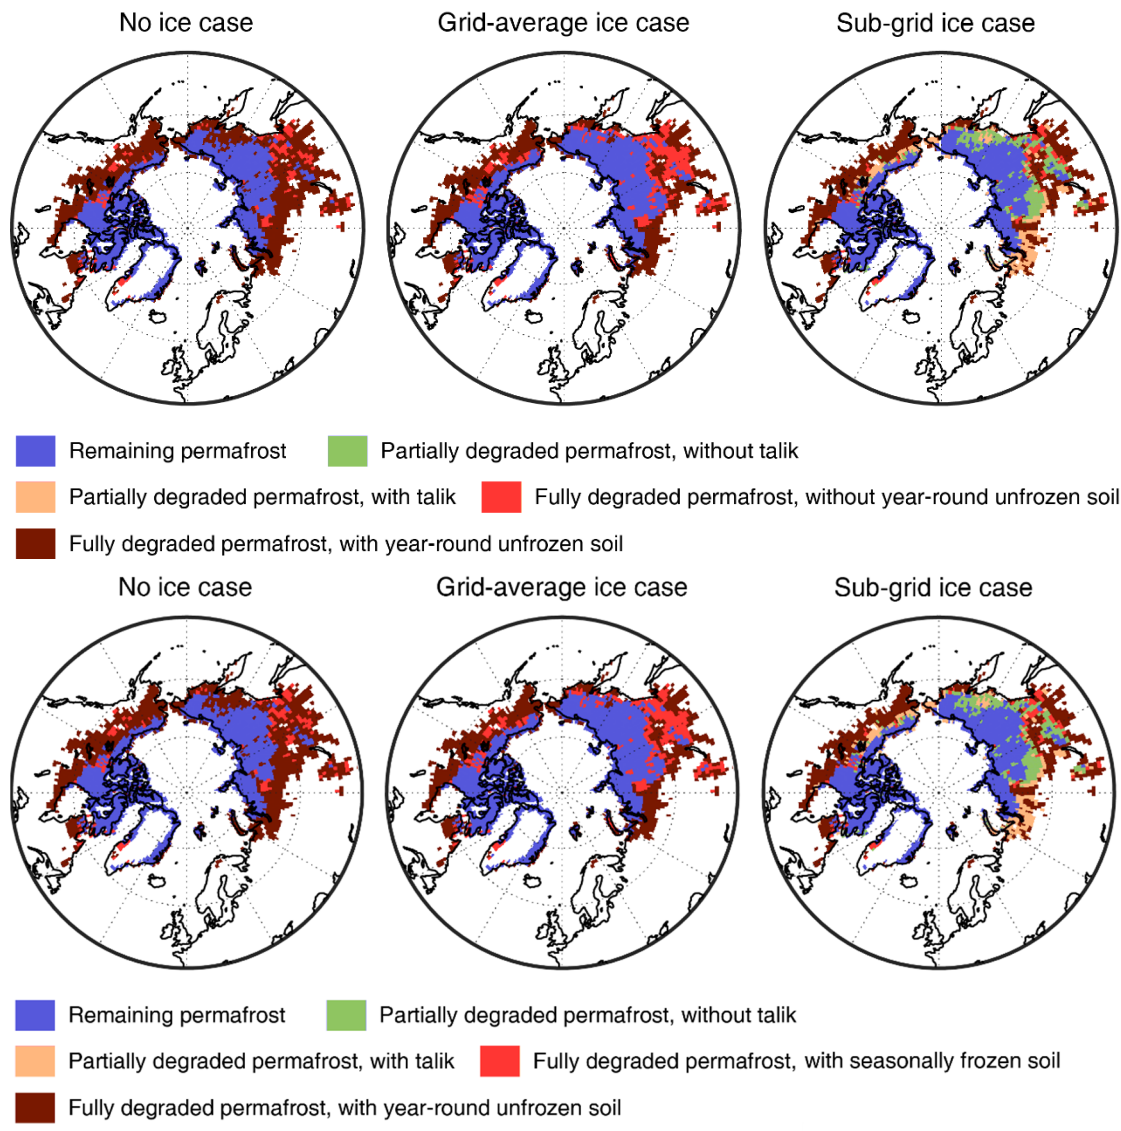 No ice case Grid-average ice case Sub-grid ice case
Remaining permafrost Partially degraded permafrost, without talik
Partially degraded permafrost, with talik Fully degraded permafrost, without year-round unfrozen soil
Fully degraded permafrost, with year-round unfrozen soil
No ice case Grid-average ice case Sub-grid ice case
Remaining permafrost Partially degraded permafrost, without talik
Partially degraded permafrost, with talik Fully degraded permafrost, with seasonally frozen soil
Fully degraded permafrost, with year-round unfrozen soil